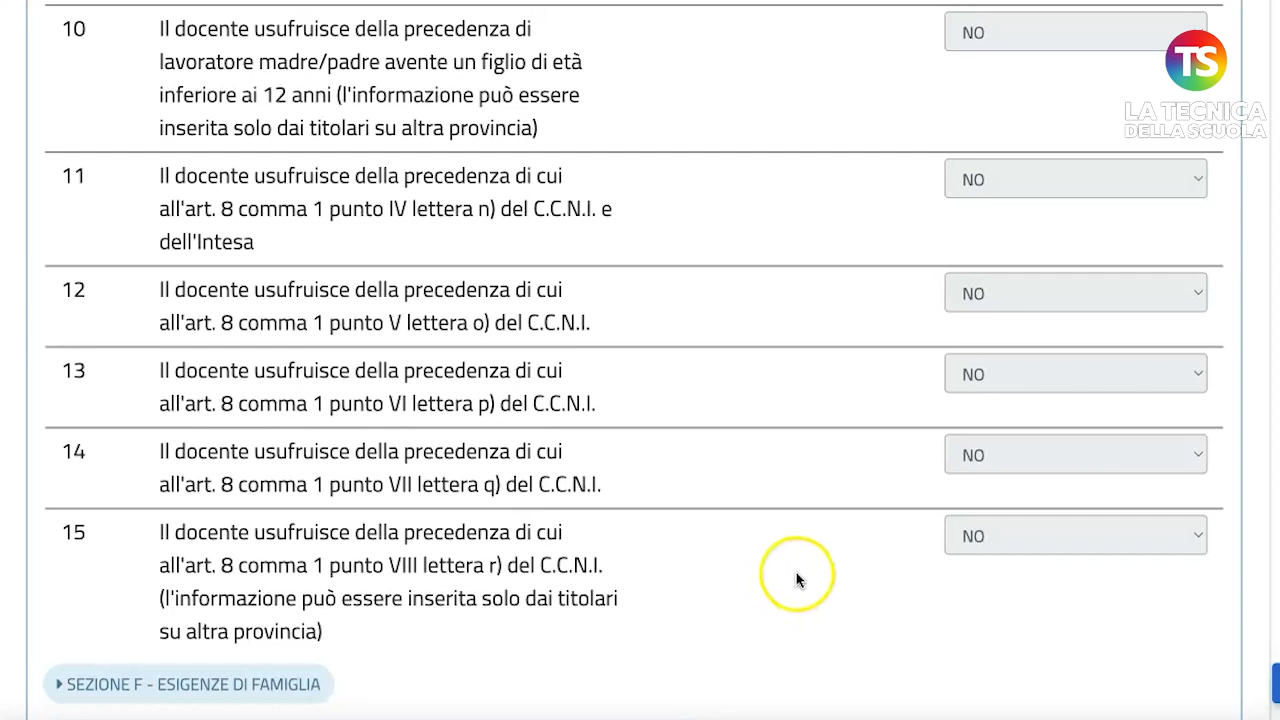 10
Il docente usufruisce della precedenza di
lavoratore madre/padre avente un figlio di età
inferiore ai 12 anni (l'informazione può essere
inserita solo dai titolari su altra provincia)
NO
TS
LA TECNICA
DELLA SCUOLA
11
Il docente usufruisce della precedenza di cui
all'art. 8 comma 1 punto IV lettera n) del C.C.N.I. e
dell'Intesa
NO
12
Il docente usufruisce della precedenza di cui
all'art. 8 comma 1 punto V lettera o) del C.C.N.I.
NO
13
Il docente usufruisce della precedenza di cui
all'art. 8 comma 1 punto VI lettera p) del C.C.N.I.
NO
14
Il docente usufruisce della precedenza di cui
all'art. 8 comma 1 punto VII lettera q) del C.C.N.I.
NO
15
Il docente usufruisce della precedenza di cui
all'art. 8 comma 1 punto VIII lettera r) del C.C.N.I.
(l'informazione può essere inserita solo dai titolari
su altra provincia)
NO
SEZIONE F - ESIGENZE DI FAMIGLIA